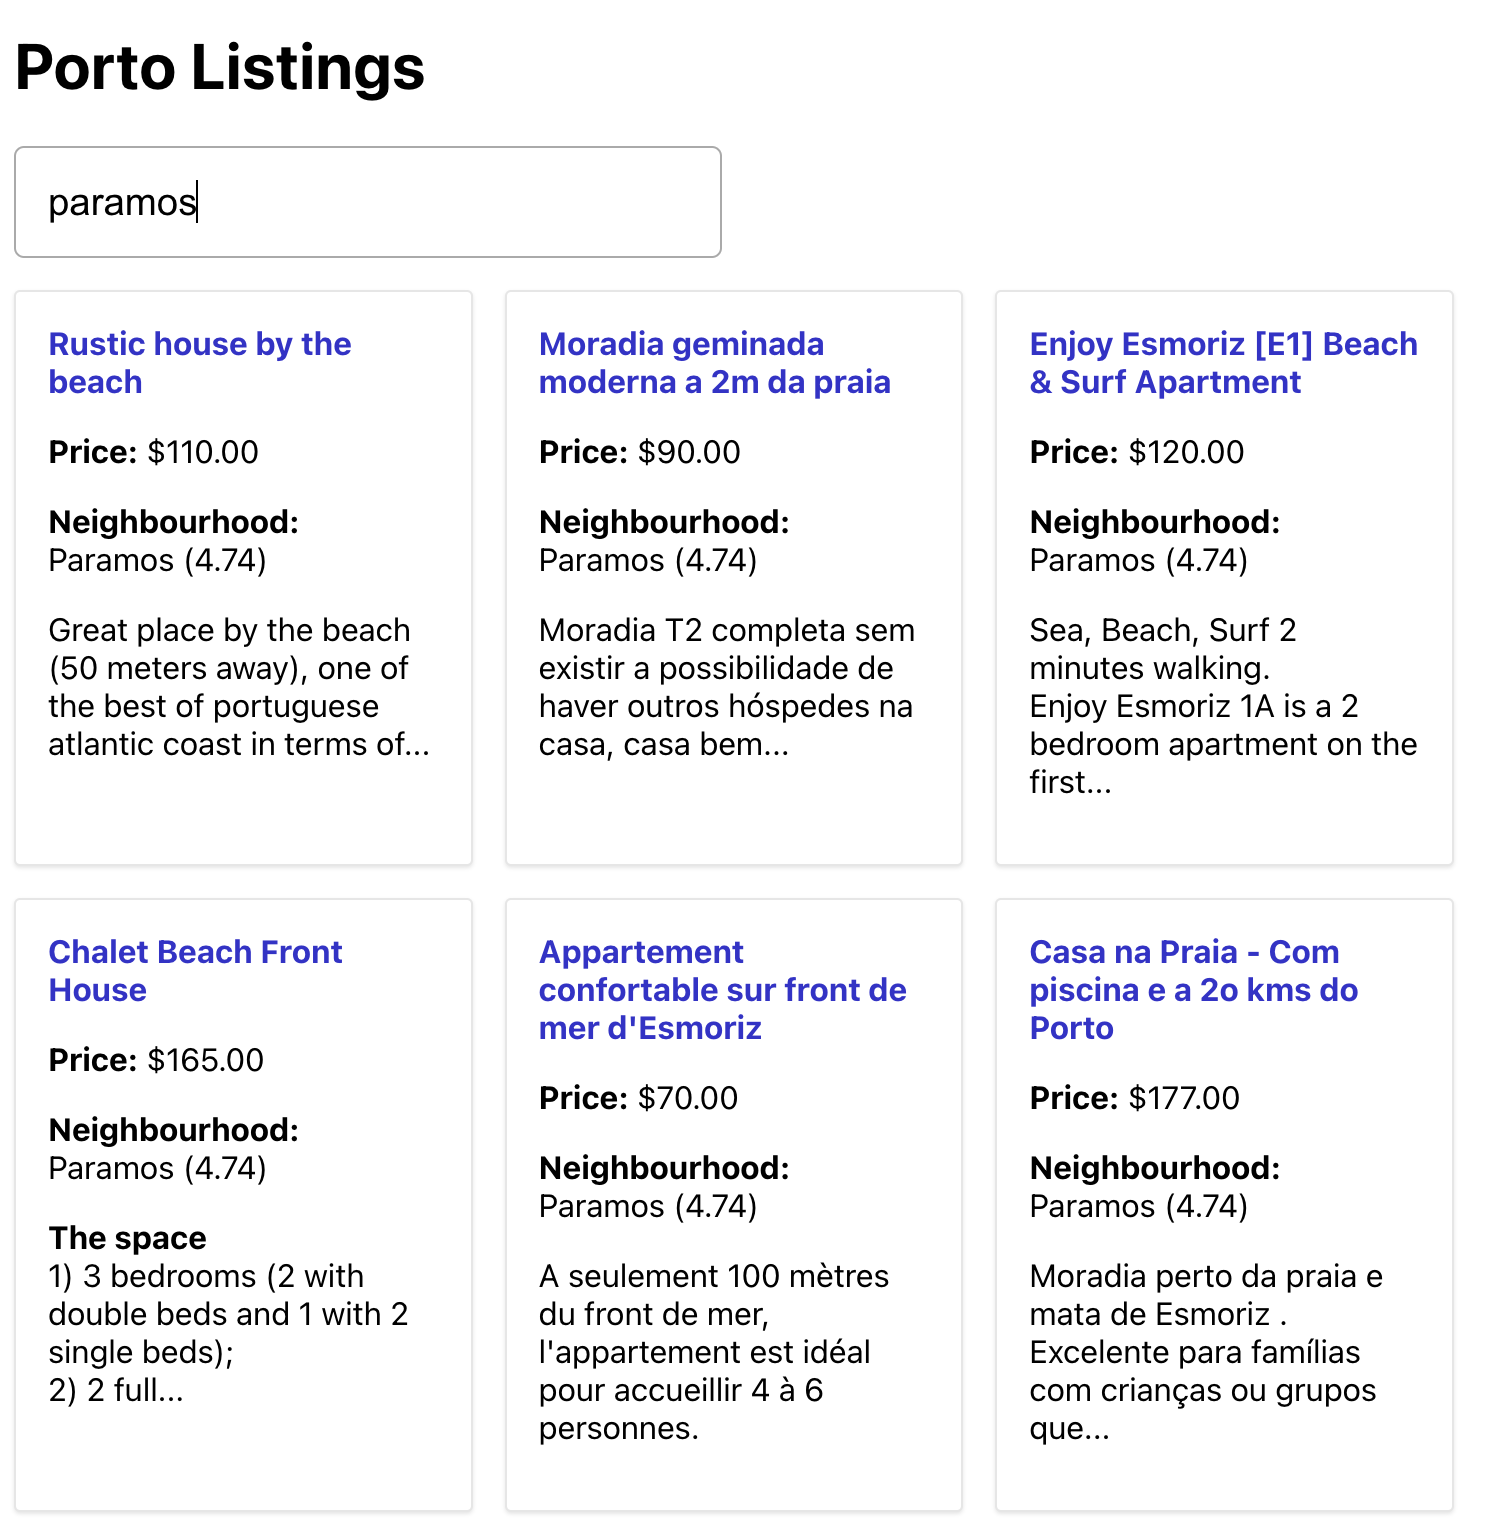 Porto Listings
paramos
Rustic house by the
beach
Price: $110.00
Neighbourhood:
Paramos (4.74)
Great place by the beach
(50 meters away), one of
the best of portuguese
atlantic coast in terms of...
Moradia geminada
moderna a 2m da praia
Price: $90.00
Neighbourhood:
Paramos (4.74)
Moradia T2 completa sem
existir a possibilidade de
haver outros hóspedes na
casa, casa bem...
Enjoy Esmoriz [E1] Beach
& Surf Apartment
Price: $120.00
Neighbourhood:
Paramos (4.74)
Sea, Beach, Surf 2
minutes walking.
Enjoy Esmoriz 1A is a 2
bedroom apartment on the
first...
Chalet Beach Front
House
Price: $165.00
Neighbourhood:
Paramos (4.74)
The space
1) 3 bedrooms (2 with
double beds and 1 with 2
single beds);
2) 2 full...
Appartement
confortable sur front de
mer d'Esmoriz
Price: $70.00
Neighbourhood:
Paramos (4.74)
A seulement 100 mètres
du front de mer,
l'appartement est idéal
pour accueillir 4 à 6
personnes.
Casa na Praia - Com
piscina e a 2o kms do
Porto
Price: $177.00
Neighbourhood:
Paramos (4.74)
Moradia perto da praia e
mata de Esmoriz .
Excelente para famílias
com crianças ou grupos
que...